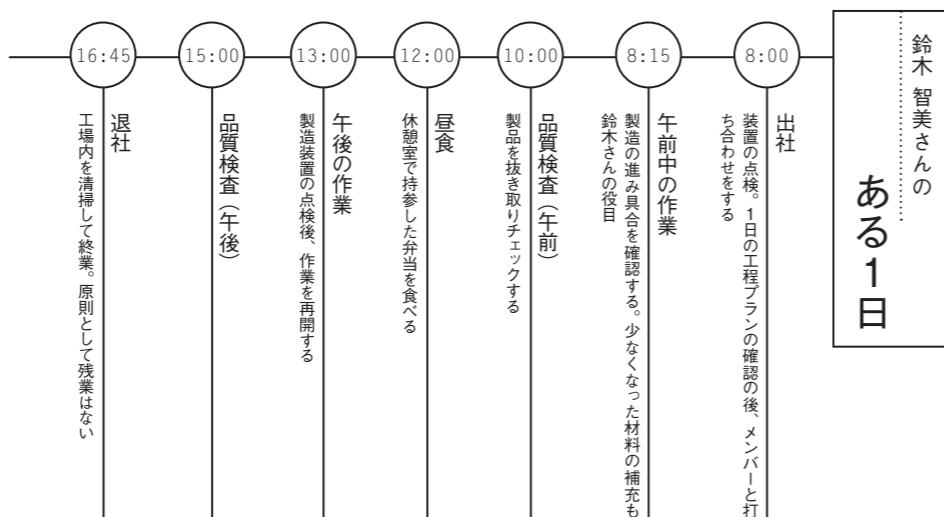 鈴木 智美さんの
ある1日
8:00
出社
装置の点検。1日の工程プランの確認の後、メンバーと打
ち合わせをする
8:15
午前中の作業
製造の進み具合を確認する。少なくなった材料の補充も
鈴木さんの役目
10:00
品質検査(午前)
製品を抜き取りチェックする
12:00
昼食
休憩室で持参した弁当を食べる
13:00
午後の作業
製造装置の点検後、作業を再開する
15:00
品質検査(午後)
16:45
退社
工場内を清掃して終業。原則として残業はない